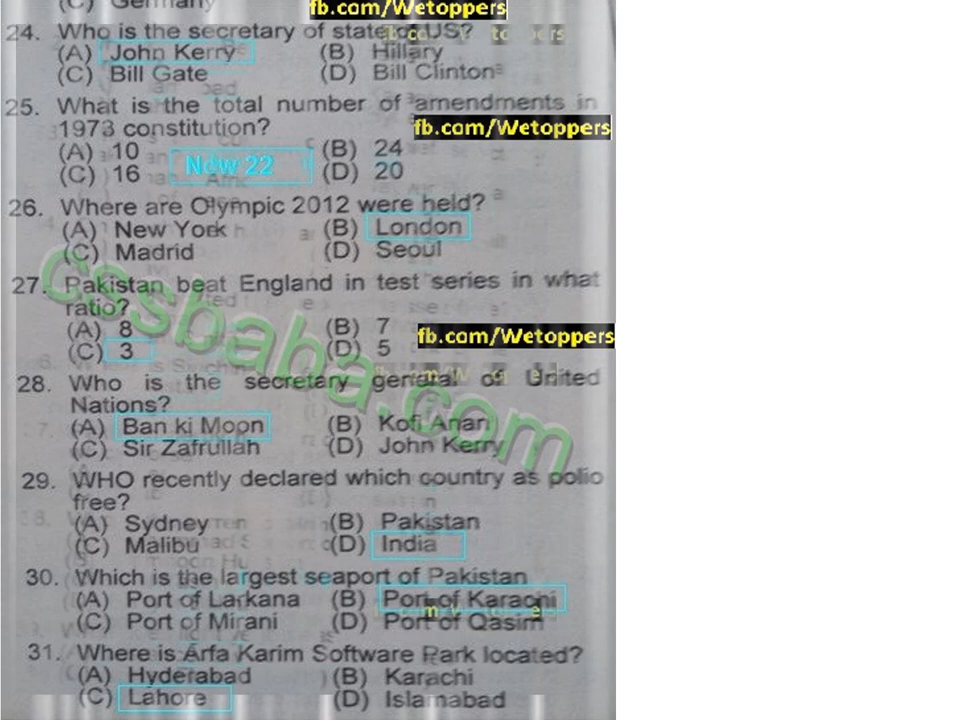 (C) Germany
fb.com/Wetoppers
24. Who is the secretary of state of US?
(A) John Kerry (B) Hillary
(C) Bill Gate (D) Bill Clinton
25. What is the total number of amendments in
1973 constitution?
fb.com/Wetoppers
(A) 10 (B) 24
Now 22
(C) 16 (D) 20
26. Where are Olympic 2012 were held?
(A) New York (B) London
(C) Madrid (D) Seoul
27. Pakistan beat England in test series in what
ratio?
(A) 8 (B) 7
fb.com/Wetoppers
(C) 3 (D) 5
cssbaba.com
28. Who is the secretary general of United
Nations?
(A) Ban ki Moon (B) Kofi Anan
(C) Sir Zafrullah (D) John Kerry
29. WHO recently declared which country as polio
free?
(A) Sydney (B) Pakistan
(C) Malibu (D) India
30. Which is the largest seaport of Pakistan
(A) Port of Larkana (B) Port of Karachi
(C) Port of Mirani (D) Port of Qasim
31. Where is Arfa Karim Software Park located?
(A) Hyderabad (B) Karachi
(C) Lahore (D) Islamabad